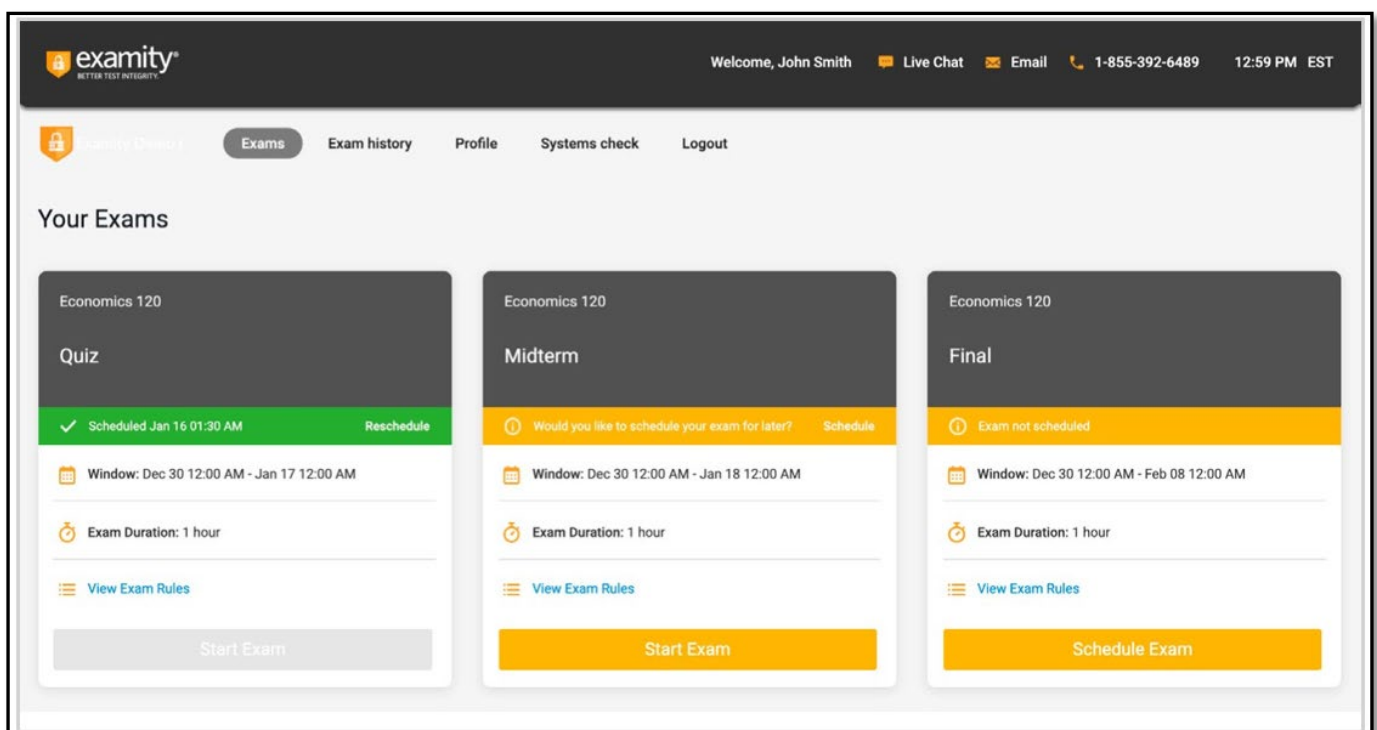 examity
BETTER TEST INTEGRITY.
Welcome, John Smith Live Chat Email 1-855-392-6489 12:59 PM EST
Examity Demo Exams Exam history Profile Systems check Logout
Your Exams
Economics 120
Quiz
Scheduled Jan 16 01:30 AM Reschedule
Window: Dec 30 12:00 AM - Jan 17 12:00 AM
Exam Duration: 1 hour
View Exam Rules
Start Exam
Economics 120
Midterm
Would you like to schedule your exam for later? Schedule
Window: Dec 30 12:00 AM - Jan 18 12:00 AM
Exam Duration: 1 hour
View Exam Rules
Start Exam
Economics 120
Final
Exam not scheduled
Window: Dec 30 12:00 AM - Feb 08 12:00 AM
Exam Duration: 1 hour
View Exam Rules
Schedule Exam